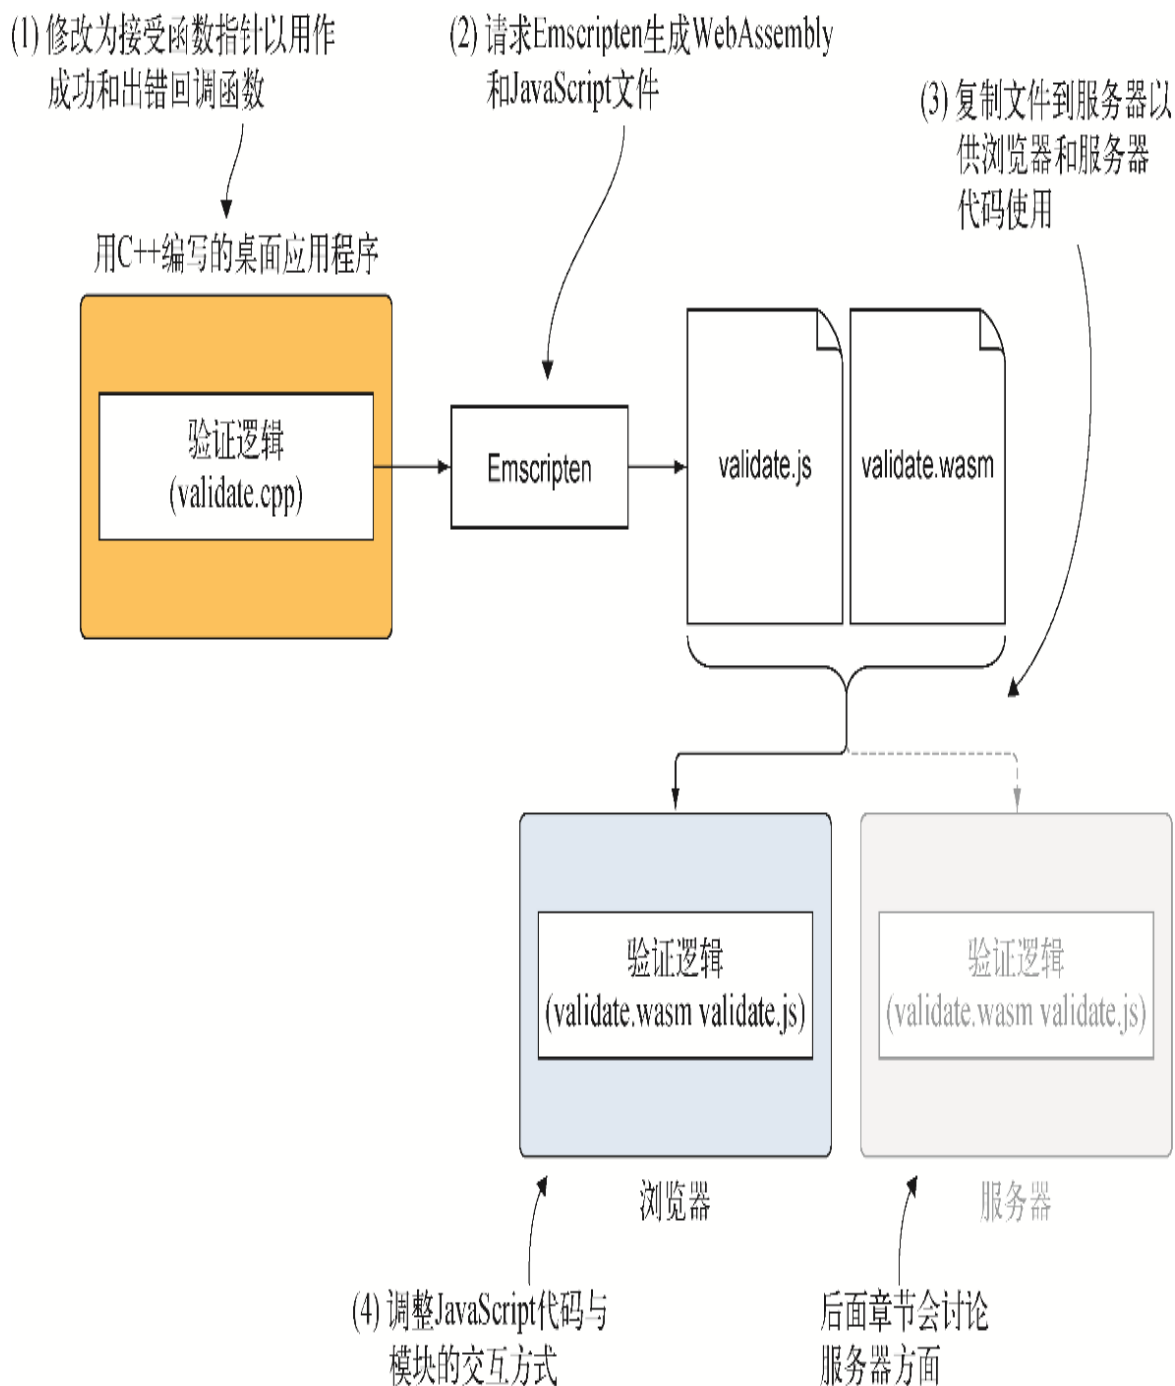 (1) 修改为接受函数指针以用作
成功和出错回调函数
(2) 请求Emscripten生成WebAssembly
和JavaScript文件
(3) 复制文件到服务器以
供浏览器和服务器
代码使用
用C++编写的桌面应用程序
验证逻辑
(validate.cpp)
Emscripten
validate.js
validate.wasm
验证逻辑
(validate.wasm validate.js)
验证逻辑
(validate.wasm validate.js)
浏览器
服务器
(4) 调整JavaScript代码与
模块的交互方式
后面章节会讨论
服务器方面